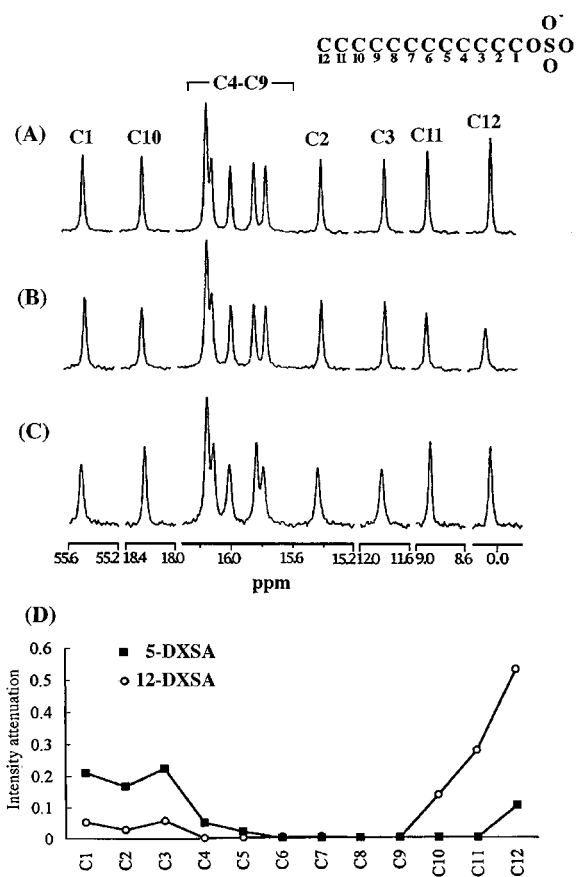 O⁻
CCCCCCCCCCCCOSO
12 11 10 9 8 7 6 5 4 3 2 1
O
C4-C9
(A) C1 C10 C2 C3 C11 C12
(B)
(C)
55.6 55.2 18.4 18.0 16.0 15.6 15.2 12.0 11.6 9.0 8.6 0.0
ppm
(D)
0.6
0.5
0.4
0.3
0.2
0.1
0
Intensity attenuation
5-DXSA
12-DXSA
C1 C2 C3 C4 C5 C6 C7 C8 C9 C10 C11 C12